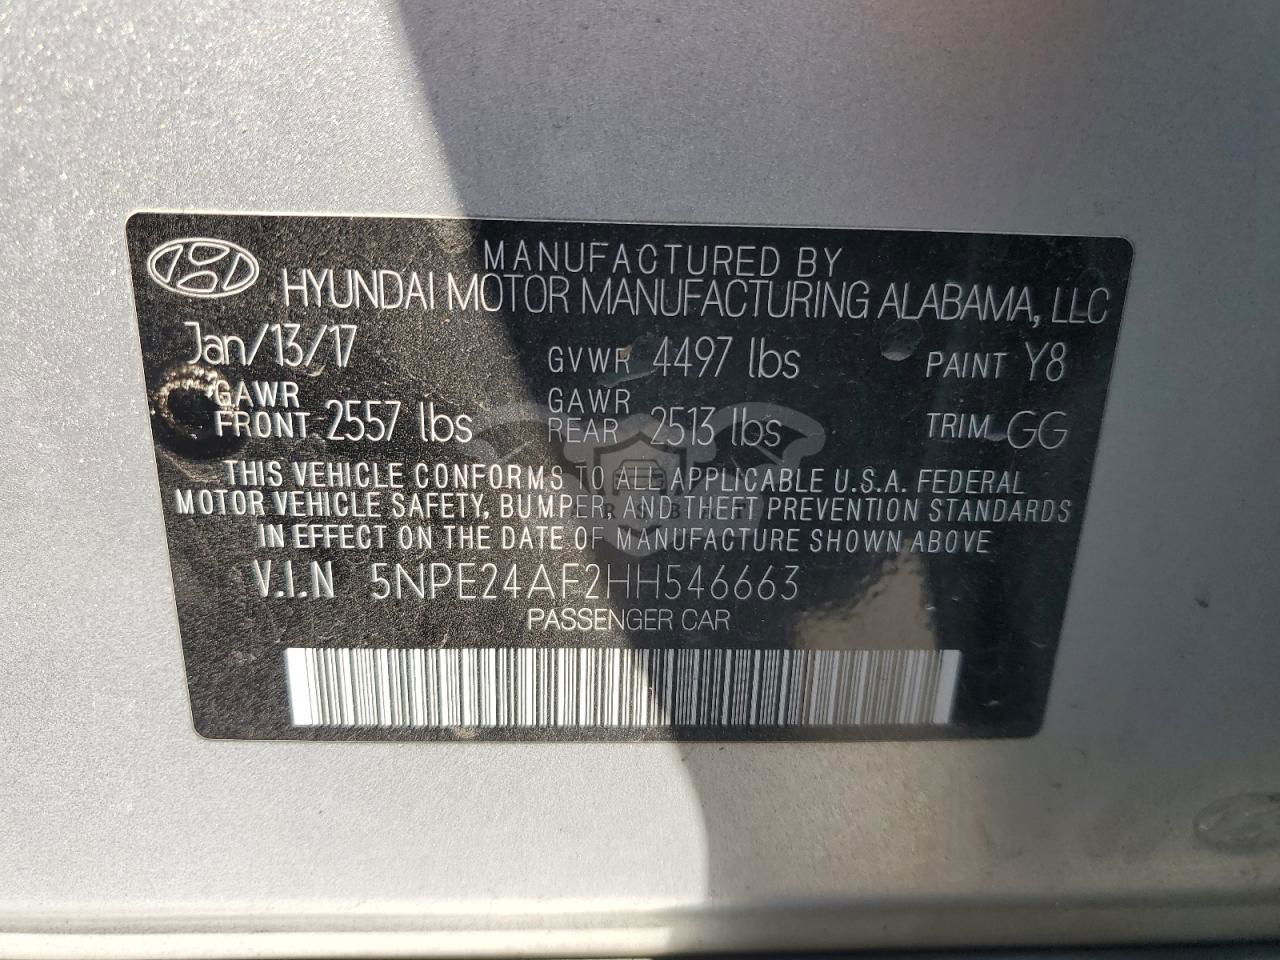 MANUFACTURED BY
HYUNDAI MOTOR MANUFACTURING ALABAMA, LLC
Jan/13/17 GVWR 4497 lbs PAINT Y8
GAWR FRONT 2557 lbs GAWR REAR 2513 lbs TRIM GG
THIS VEHICLE CONFORMS TO ALL APPLICABLE U.S.A. FEDERAL
MOTOR VEHICLE SAFETY, BUMPER, AND THEFT PREVENTION STANDARDS
IN EFFECT ON THE DATE OF MANUFACTURE SHOWN ABOVE
V.I.N 5NPE24AF2HH546663
PASSENGER CAR